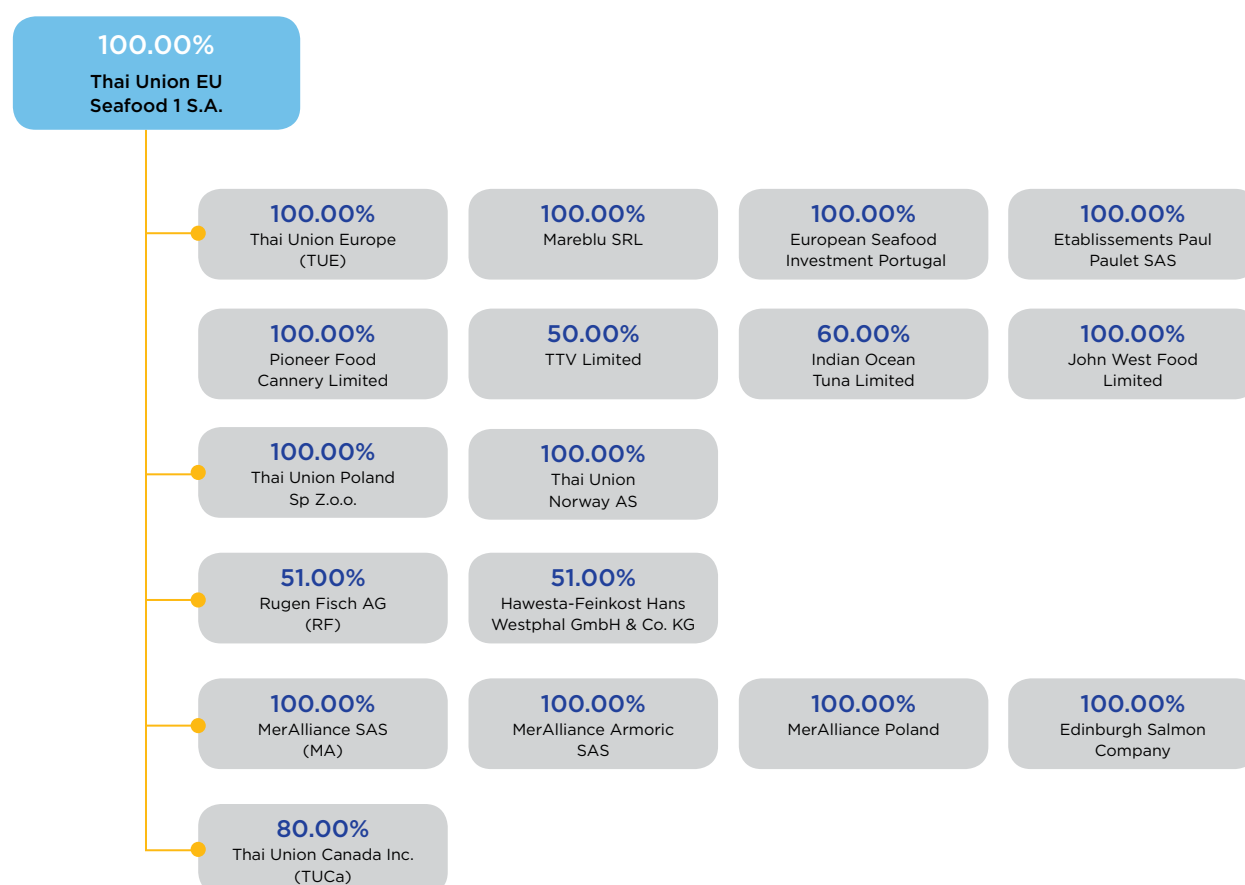 100.00%
Thai Union EU
Seafood 1 S.A.
100.00%
Thai Union Europe
(TUE)
100.00%
Mareblu SRL
100.00%
European Seafood
Investment Portugal
100.00%
Etablissements Paul
Paulet SAS
100.00%
Pioneer Food
Cannery Limited
50.00%
TTV Limited
60.00%
Indian Ocean
Tuna Limited
100.00%
John West Food
Limited
100.00%
Thai Union Poland
Sp Z.o.o.
100.00%
Thai Union
Norway AS
51.00%
Rugen Fisch AG
(RF)
51.00%
Hawesta-Feinkost Hans
Westphal GmbH & Co. KG
100.00%
MerAlliance SAS
(MA)
100.00%
MerAlliance Armoric
SAS
100.00%
MerAlliance Poland
100.00%
Edinburgh Salmon
Company
80.00%
Thai Union Canada Inc.
(TUCa)